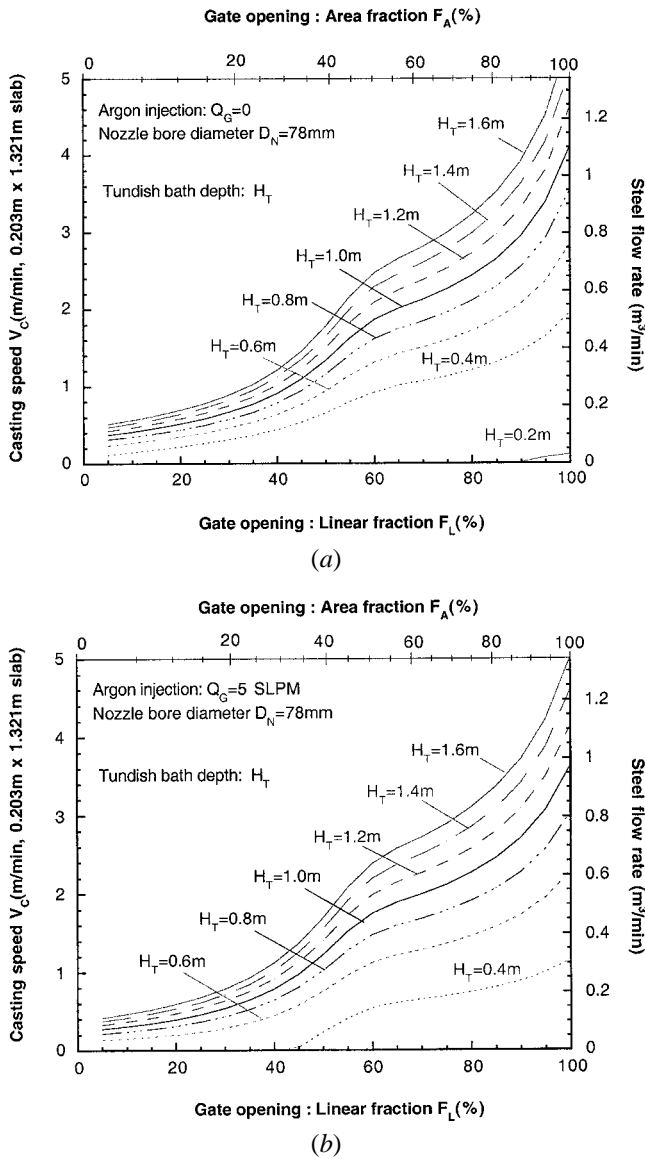 Gate opening : Area fraction F_A(%)
0 20 40 60 80 100
5
4
3
2
1
0
Casting speed V_C(m/min, 0.203m x 1.321m slab)
Argon injection: Q_G=0
Nozzle bore diameter D_N=78mm
Tundish bath depth: H_T
H_T=1.6m
H_T=1.4m
H_T=1.2m
H_T=1.0m
H_T=0.8m
H_T=0.6m
H_T=0.4m
H_T=0.2m
1.2
1
0.8
0.6
0.4
0.2
0
Steel flow rate (m³/min)
0 20 40 60 80 100
Gate opening : Linear fraction F_L(%)
(a)
Gate opening : Area fraction F_A(%)
0 20 40 60 80 100
5
4
3
2
1
0
Casting speed V_C(m/min, 0.203m x 1.321m slab)
Argon injection: Q_G=5 SLPM
Nozzle bore diameter D_N=78mm
Tundish bath depth: H_T
H_T=1.6m
H_T=1.4m
H_T=1.2m
H_T=1.0m
H_T=0.8m
H_T=0.6m
H_T=0.4m
1.2
1
0.8
0.6
0.4
0.2
0
Steel flow rate (m³/min)
0 20 40 60 80 100
Gate opening : Linear fraction F_L(%)
(b)